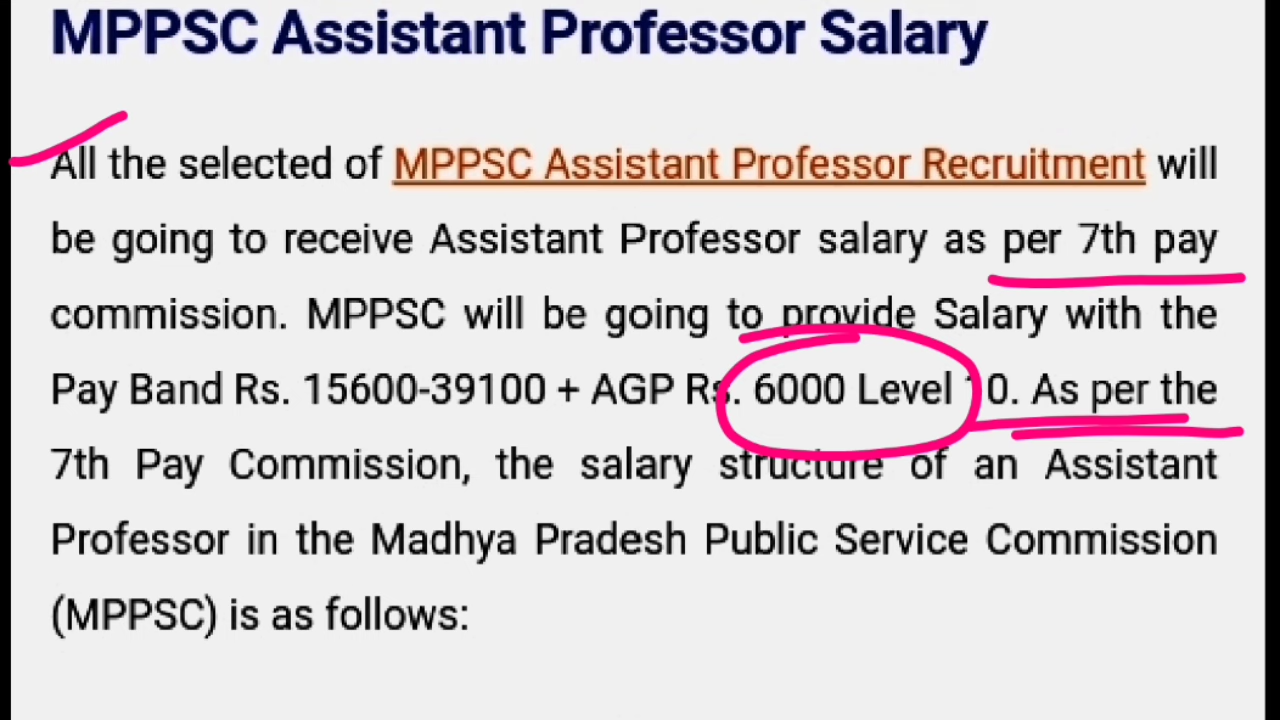 MPPSC Assistant Professor Salary
All the selected of MPPSC Assistant Professor Recruitment will
be going to receive Assistant Professor salary as per 7th pay
commission. MPPSC will be going to provide Salary with the
Pay Band Rs. 15600-39100 + AGP Rs. 6000 Level 10. As per the
7th Pay Commission, the salary structure of an Assistant
Professor in the Madhya Pradesh Public Service Commission
(MPPSC) is as follows: